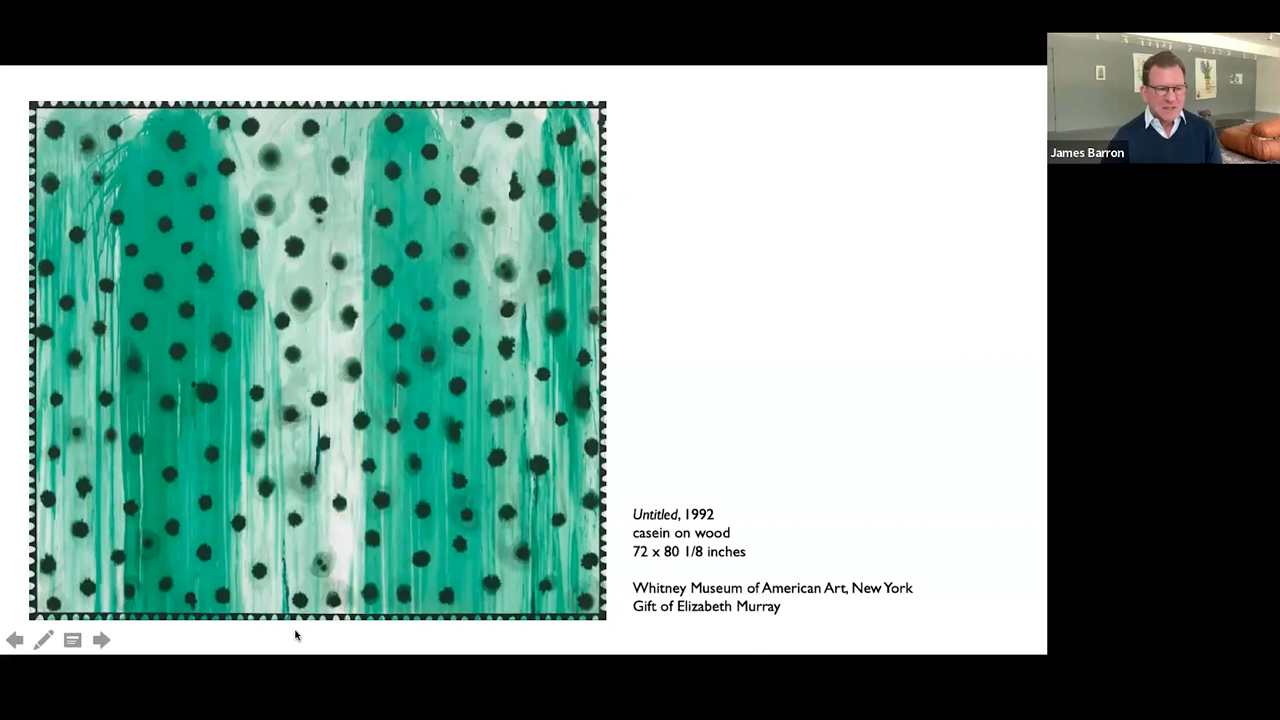 James Barron
Untitled, 1992
casein on wood
72 x 80 1/8 inches
Whitney Museum of American Art, New York
Gift of Elizabeth Murray